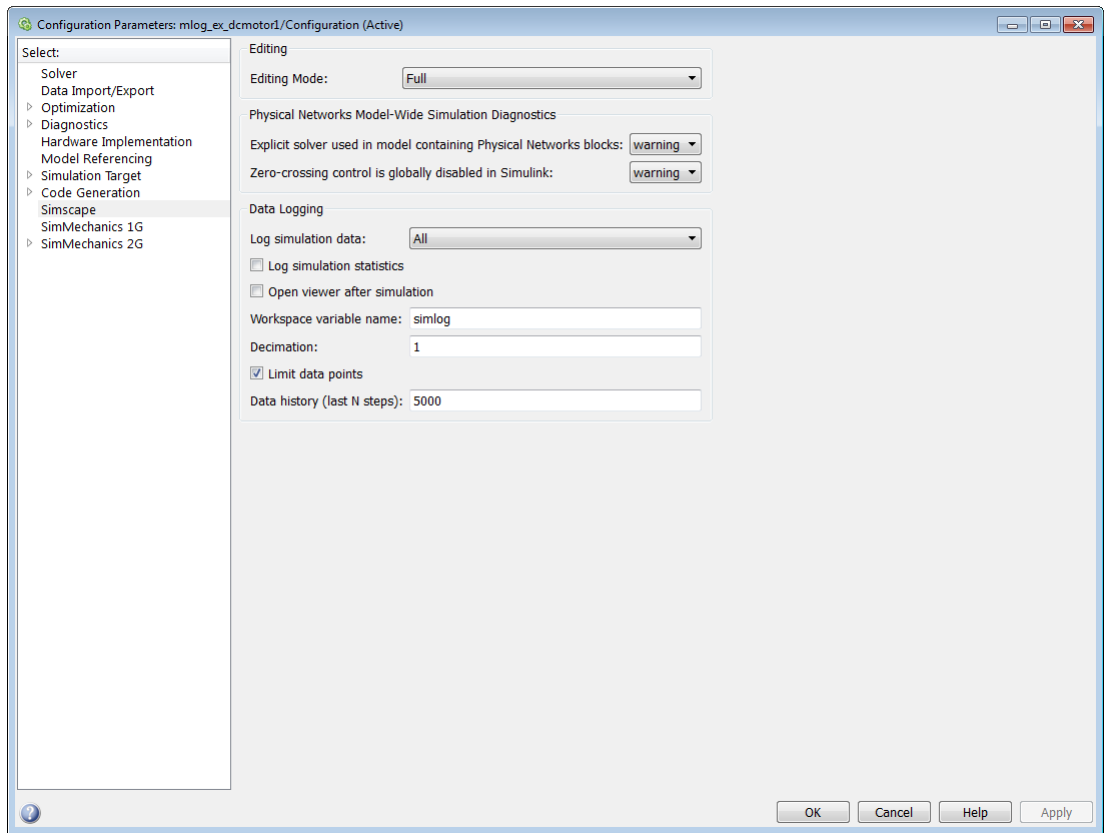 Configuration Parameters: mlog_ex_dcmotor1/Configuration (Active)
Select:
Solver
Data Import/Export
Optimization
Diagnostics
Hardware Implementation
Model Referencing
Simulation Target
Code Generation
Simscape
SimMechanics 1G
SimMechanics 2G
Editing
Editing Mode: Full
Physical Networks Model-Wide Simulation Diagnostics
Explicit solver used in model containing Physical Networks blocks: warning
Zero-crossing control is globally disabled in Simulink: warning
Data Logging
Log simulation data: All
Log simulation statistics
Open viewer after simulation
Workspace variable name: simlog
Decimation: 1
Limit data points
Data history (last N steps): 5000
OK Cancel Help Apply